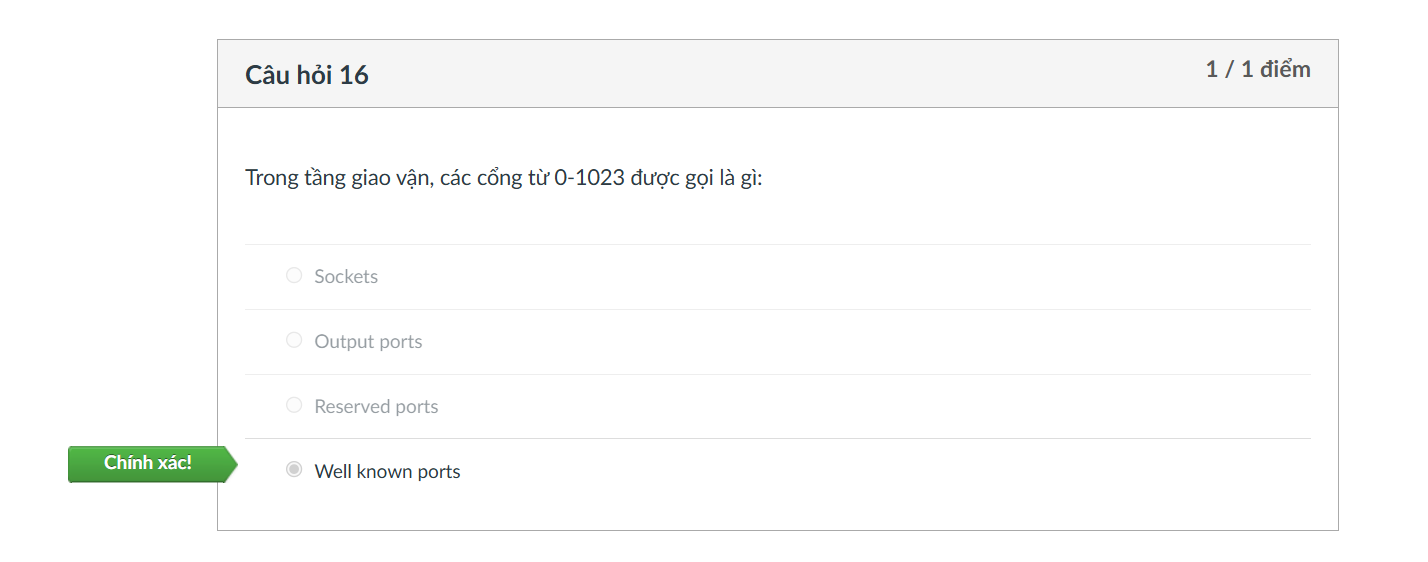 Câu hỏi 16
1 / 1 điểm
Trong tầng giao vận, các cổng từ 0-1023 được gọi là gì:
Sockets
Output ports
Reserved ports
Chính xác!
Well known ports